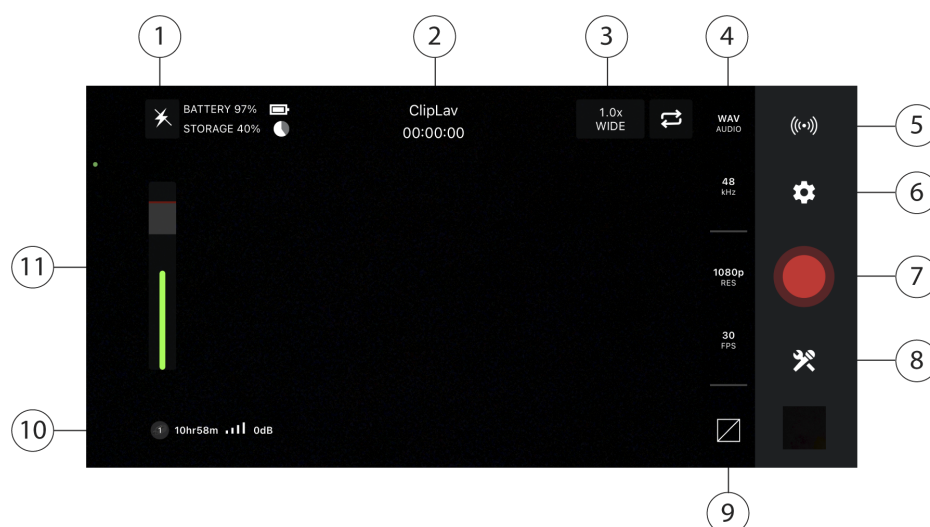 1
2
3
4
BATTERY 97%
STORAGE 40%
ClipLav
00:00:00
1.0x
WIDE
WAV
AUDIO
5
48
kHz
6
11
1080p
RES
7
30
FPS
8
10
1 10hr58m 0dB
9